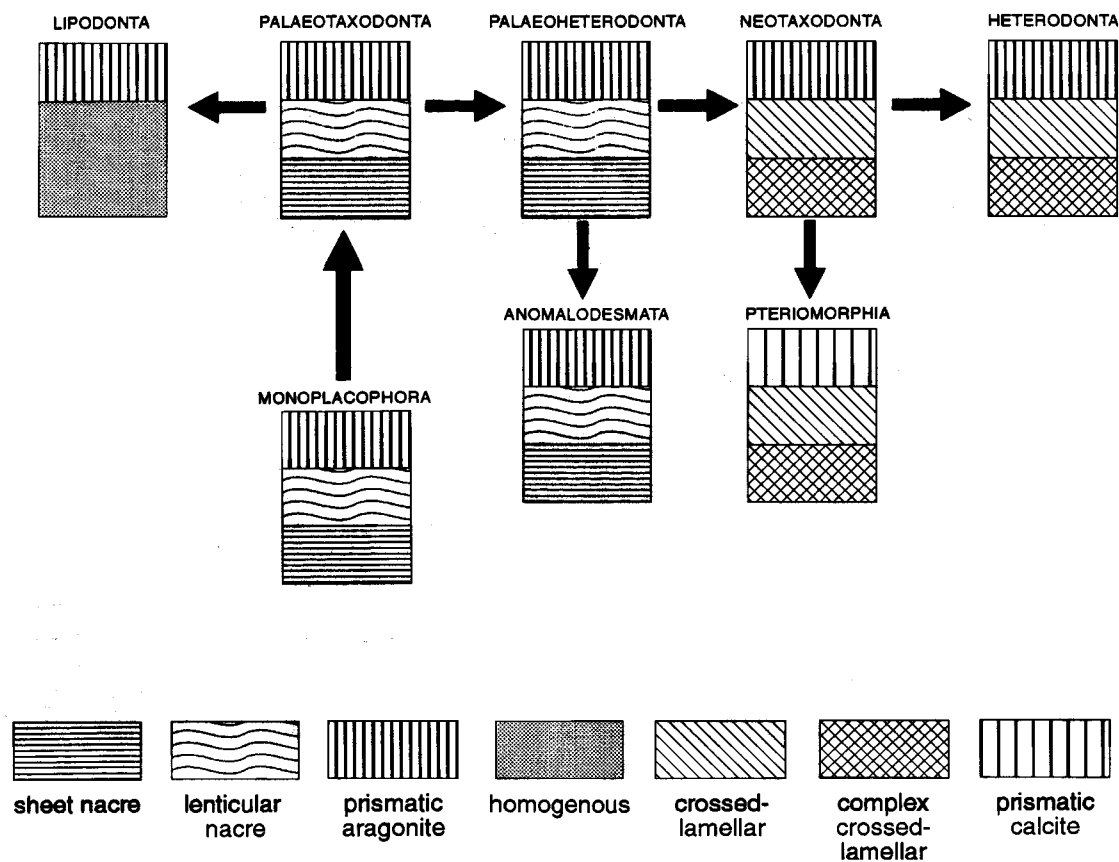 LIPODONTA
PALAEOTAXODONTA
PALAEOHETERODONTA
NEOTAXODONTA
HETERODONTA
ANOMALODESMATA
PTERIOMORPHIA
MONOPLACOPHORA
sheet nacre
lenticular
nacre
prismatic
aragonite
homogenous
crossed-
lamellar
complex
crossed-
lamellar
prismatic
calcite